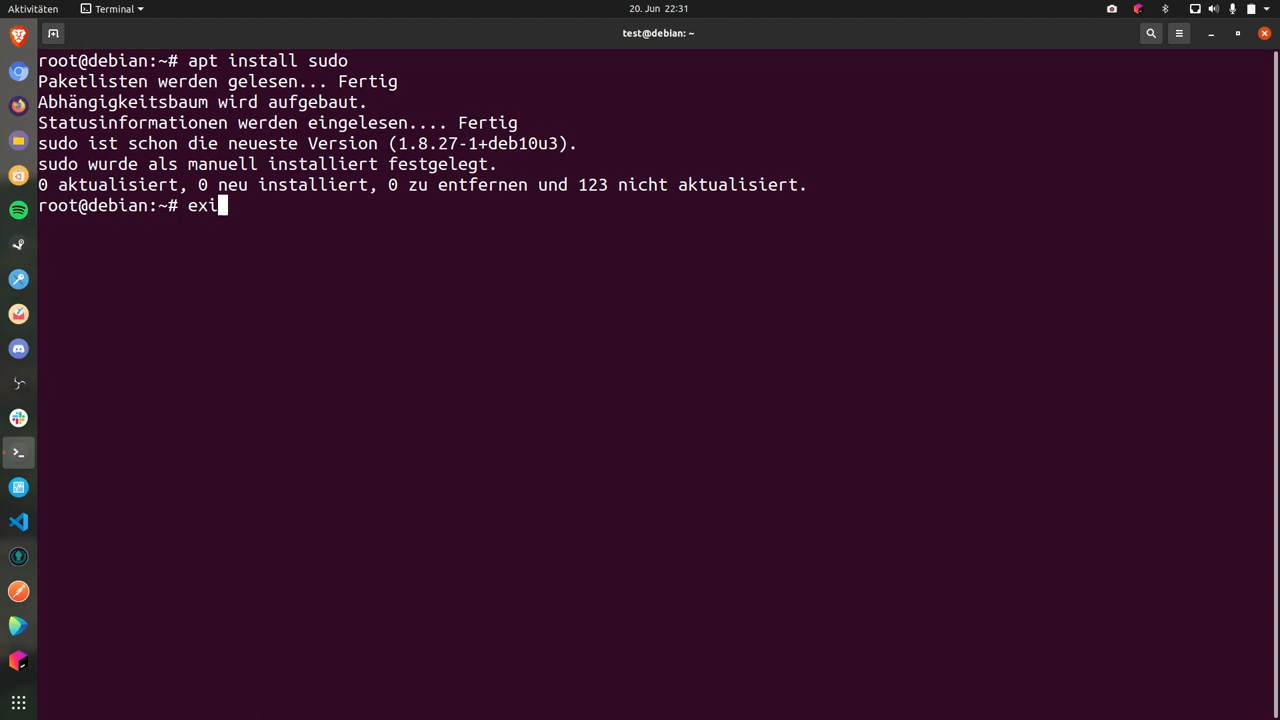 Aktivitäten
Terminal
20. Jun 22:31
test@debian: ~
root@debian:~# apt install sudo
Paketlisten werden gelesen... Fertig
Abhängigkeitsbaum wird aufgebaut.
Statusinformationen werden eingelesen.... Fertig
sudo ist schon die neueste Version (1.8.27-1+deb10u3).
sudo wurde als manuell installiert festgelegt.
0 aktualisiert, 0 neu installiert, 0 zu entfernen und 123 nicht aktualisiert.
root@debian:~# exi